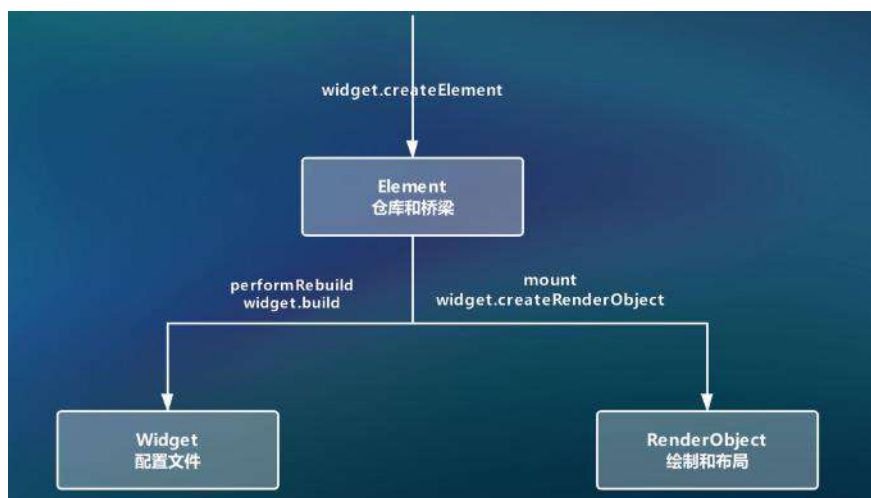 widget.createElement
Element
仓库和桥梁
performRebuild
widget.build
mount
widget.createRenderObject
Widget
配置文件
RenderObject
绘制和布局